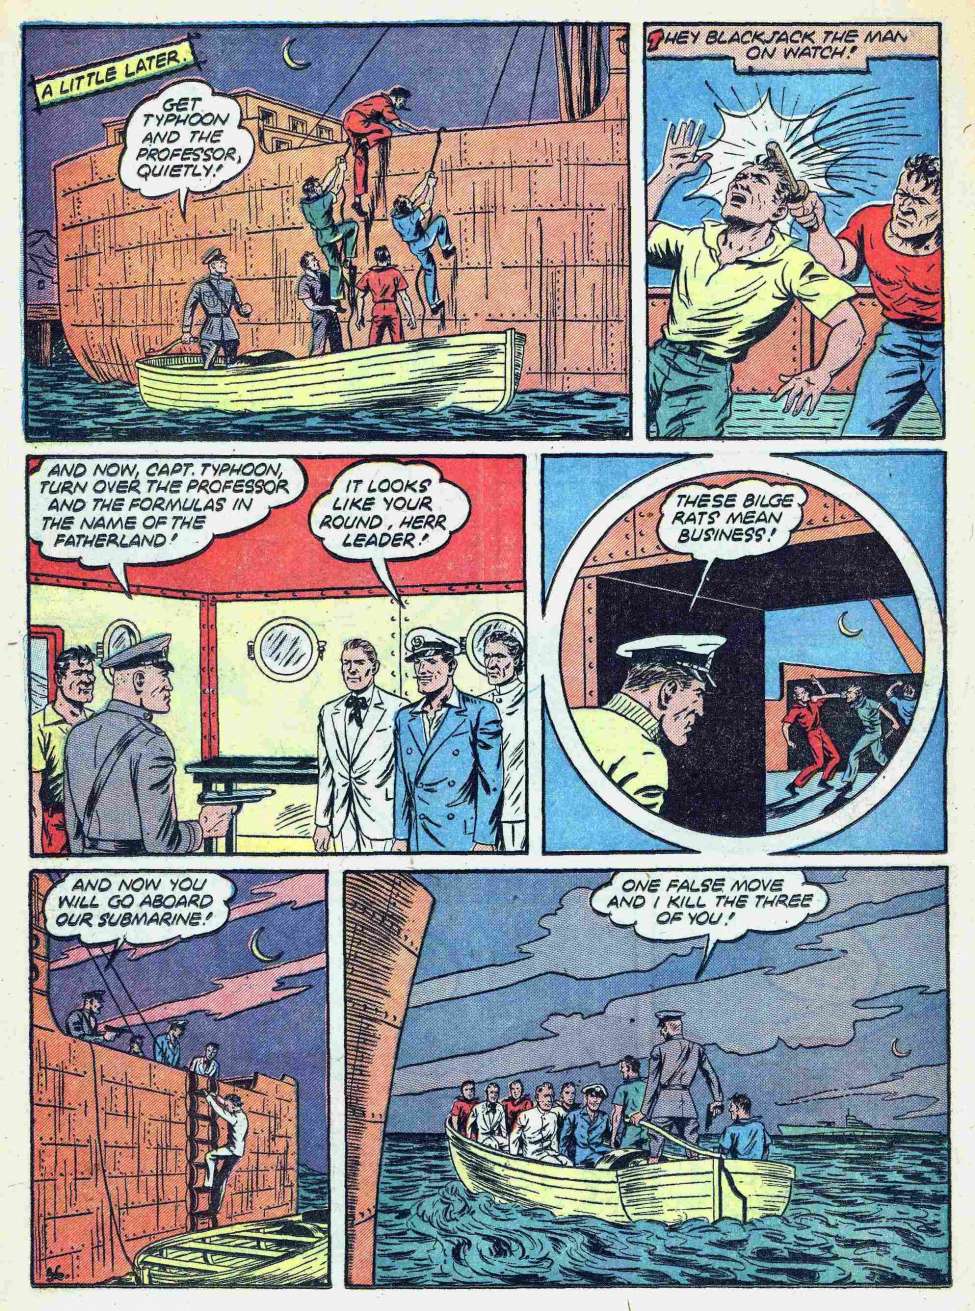 A LITTLE LATER.
GET
TYPHOON
AND THE
PROFESSOR,
QUIETLY!
THEY BLACKJACK THE MAN
ON WATCH!
AND NOW, CAPT. TYPHOON,
TURN OVER THE PROFESSOR
AND THE FORMULAS IN
THE NAME OF THE
FATHERLAND!
IT LOOKS
LIKE YOUR
ROUND, HERR
LEADER!
THESE BILGE
RATS MEAN
BUSINESS!
AND NOW YOU
WILL GO ABOARD
OUR SUBMARINE!
ONE FALSE MOVE
AND I KILL THE THREE
OF YOU!